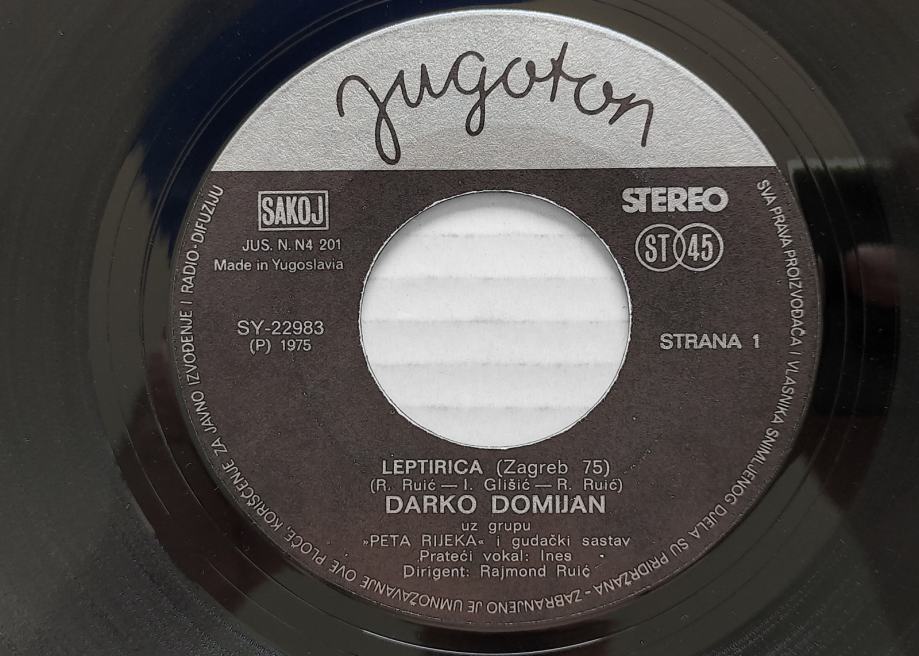 jugoton
SAKOJ
JUS. N. N4 201
Made in Yugoslavia
STEREO
ST 45
SY-22983
(P) 1975
STRANA 1
LEPTIRICA (Zagreb 75)
(R. Ruić — I. Glišić — R. Ruić)
DARKO DOMIJAN
uz grupu
»PETA RIJEKA« i gudački sastav
Prateći vokal: Ines
Dirigent: Rajmond Ruić
SVA PRAVA PROIZVOĐAČA I VLASNIKA SNIMLJENOG DJELA SU PRIDRŽANA - ZABRANJENO JE UMNOŽAVANJE OVE PLOČE, KORIŠĆENJE ZA JAVNO IZVOĐENJE I RADIO-DIFUZIJU